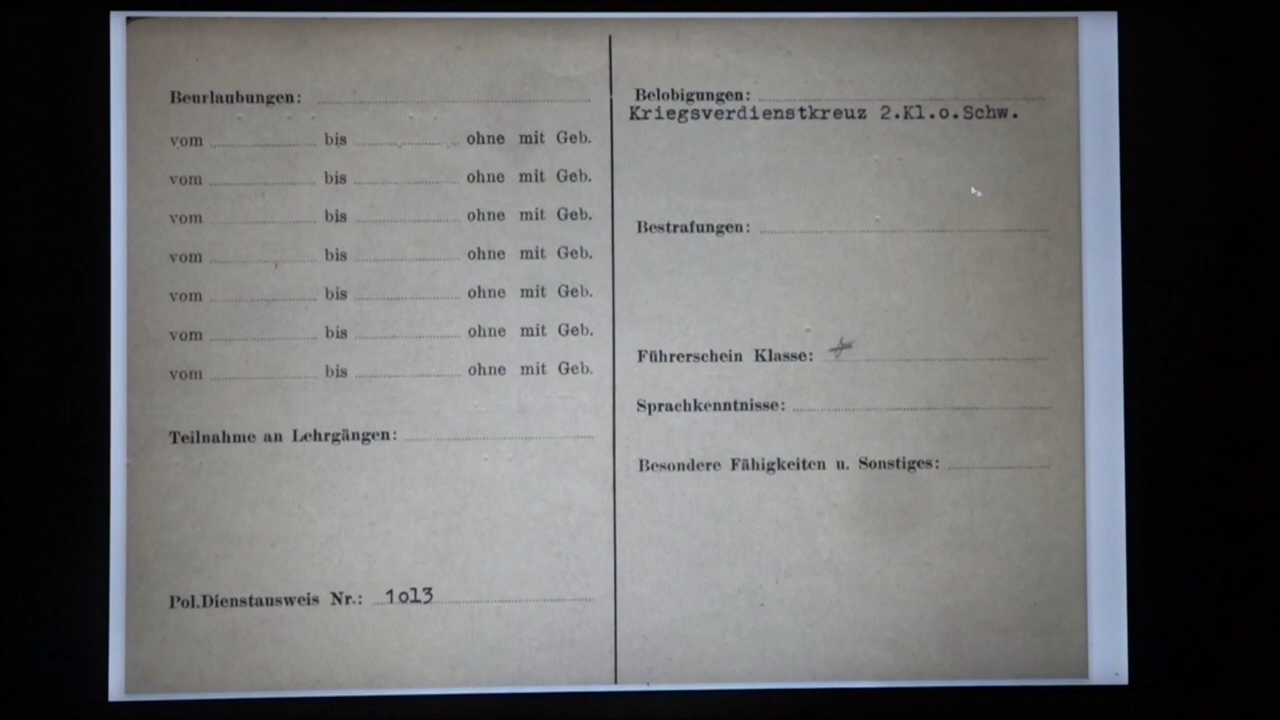 Beurlaubungen:
vom bis ohne mit Geb.
vom bis ohne mit Geb.
vom bis ohne mit Geb.
vom bis ohne mit Geb.
vom bis ohne mit Geb.
vom bis ohne mit Geb.
vom bis ohne mit Geb.
Teilnahme an Lehrgängen:
Pol.Dienstausweis Nr.: 1o13
Belobigungen:
Kriegsverdienstkreuz 2.Kl.o.Schw.
Bestrafungen:
Führerschein Klasse:
Sprachkenntnisse:
Besondere Fähigkeiten u. Sonstiges: